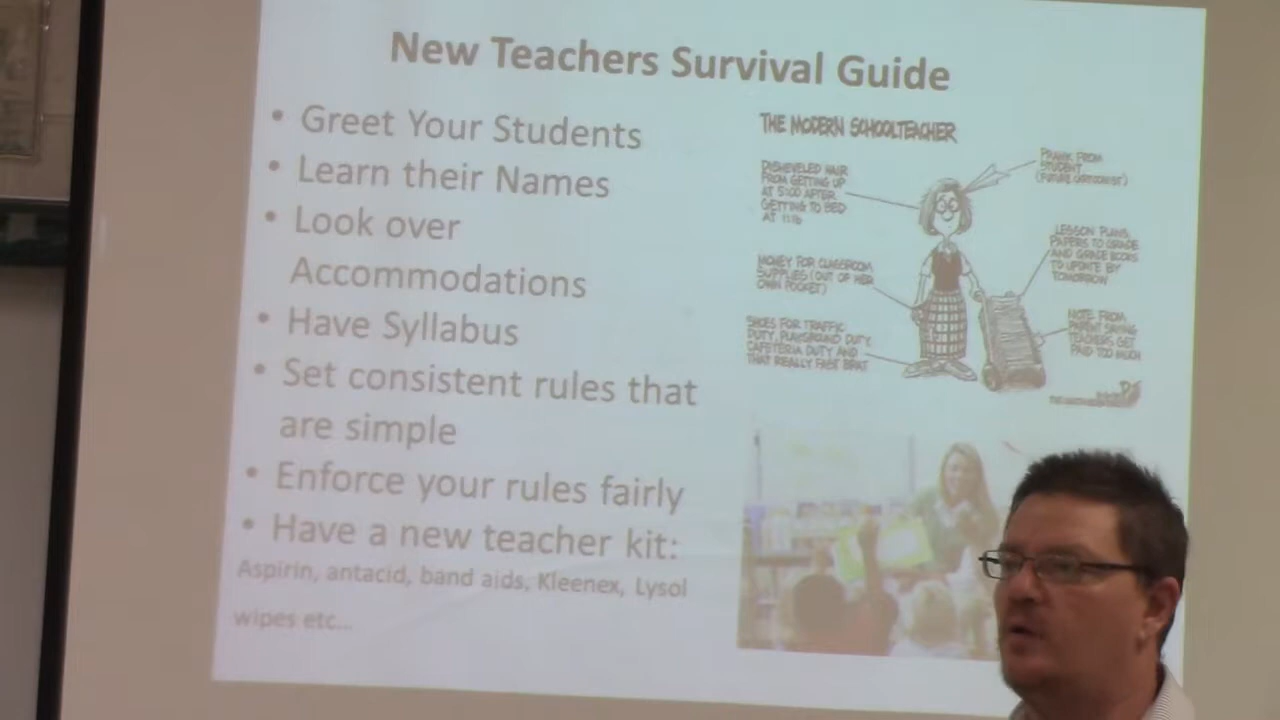 New Teachers Survival Guide
• Greet Your Students
• Learn their Names
• Look over
Accommodations
• Have Syllabus
• Set consistent rules that
are simple
• Enforce your rules fairly
• Have a new teacher kit:
Aspirin, antacid, band aids, Kleenex, Lysol
wipes etc...
THE MODERN SCHOOLTEACHER
DISHEVELED HAIR
FROM GETTING UP
AT 5:00 AFTER
GETTING TO BED
AT 1:16
MONEY FOR CLASSROOM
SUPPLIES (OUT OF HER
OWN POCKET)
SHOES FOR TRAFFIC
DUTY, PLAYGROUND DUTY,
CAFETERIA DUTY AND
THAT REALLY FAST BRAT
PRANK FROM
STUDENT
(FUTURE CARTOONIST)
LESSON PLANS,
PAPERS TO GRADE
AND GRADE BOOKS
TO UPDATE BY
TOMORROW
NOTE FROM
PARENT SAYING
TEACHERS GET
PAID TOO MUCH